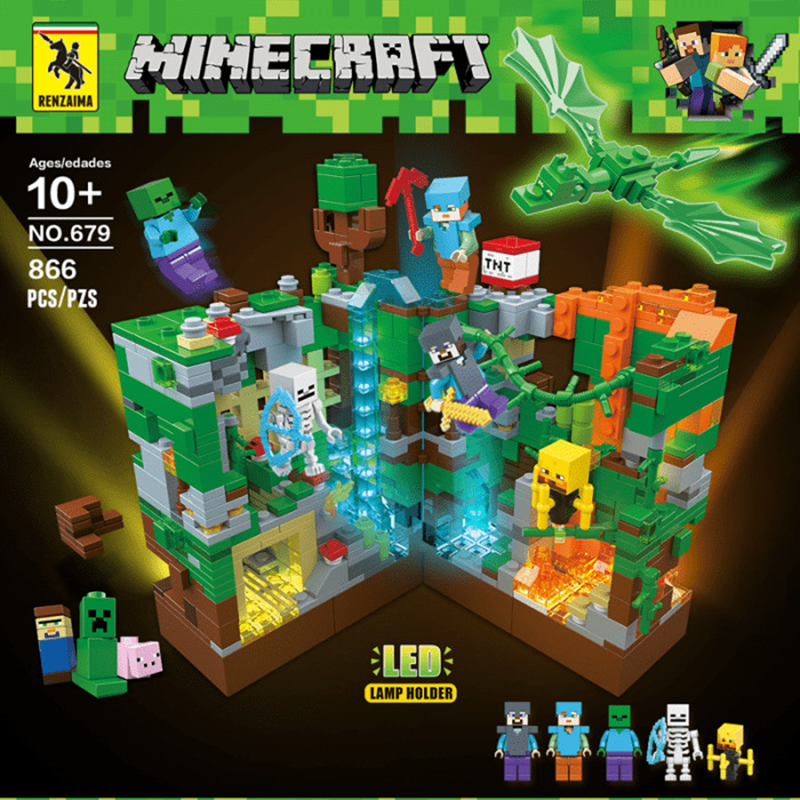 RENZAIMA
MINECRAFT
Ages/edades
10+
NO.679
866
PCS/PZS
TNT
LED
LAMP HOLDER